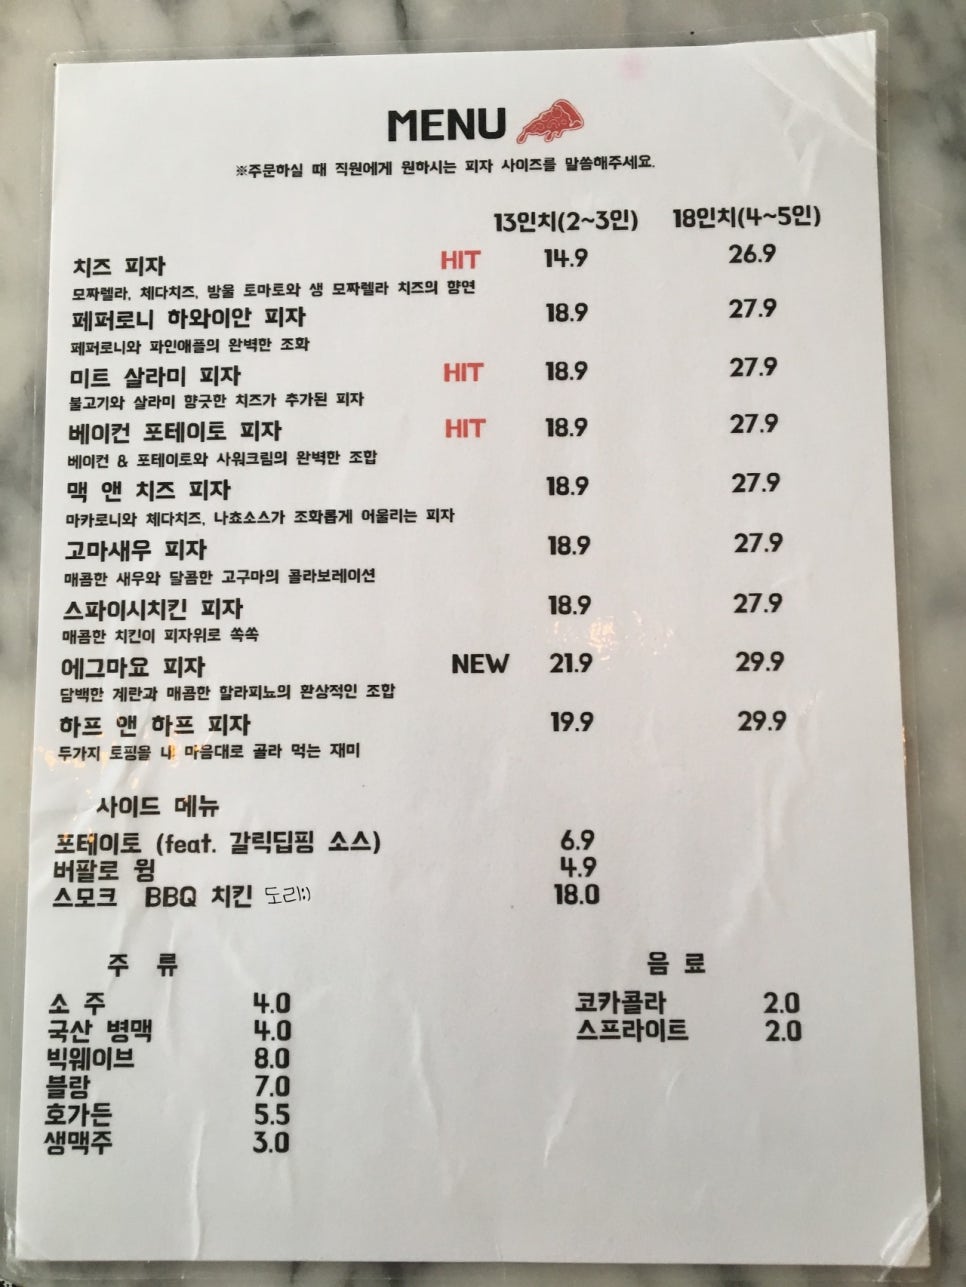 MENU
※주문하실 때 직원에게 원하시는 피자 사이즈를 말씀해주세요.
13인치(2~3인) 18인치(4~5인)
치즈 피자 HIT 14.9 26.9
모짜렐라, 체다치즈, 방울 토마토와 생 모짜렐라 치즈의 향연
페퍼로니 하와이안 피자 18.9 27.9
페퍼로니와 파인애플의 완벽한 조화
미트 살라미 피자 HIT 18.9 27.9
불고기와 살라미 향긋한 치즈가 추가된 피자
베이컨 포테이토 피자 HIT 18.9 27.9
베이컨 & 포테이토와 사워크림의 완벽한 조합
맥 앤 치즈 피자 18.9 27.9
마카로니와 체다치즈, 나쵸소스가 조화롭게 어울리는 피자
고마새우 피자 18.9 27.9
매콤한 새우와 달콤한 고구마의 콜라보레이션
스파이시치킨 피자 18.9 27.9
매콤한 치킨이 피자위로 쏙쏙
에그마요 피자 NEW 21.9 29.9
담백한 계란과 매콤한 할라피뇨의 환상적인 조합
하프 앤 하프 피자 19.9 29.9
두가지 토핑을 내 마음대로 골라 먹는 재미
사이드 메뉴
포테이토 (feat. 갈릭딥핑 소스) 6.9
버팔로 윙 4.9
스모크 BBQ 치킨 도리:) 18.0
주 류 음 료
소 주 4.0 코카콜라 2.0
국산 병맥 4.0 스프라이트 2.0
빅웨이브 8.0
블랑 7.0
호가든 5.5
생맥주 3.0